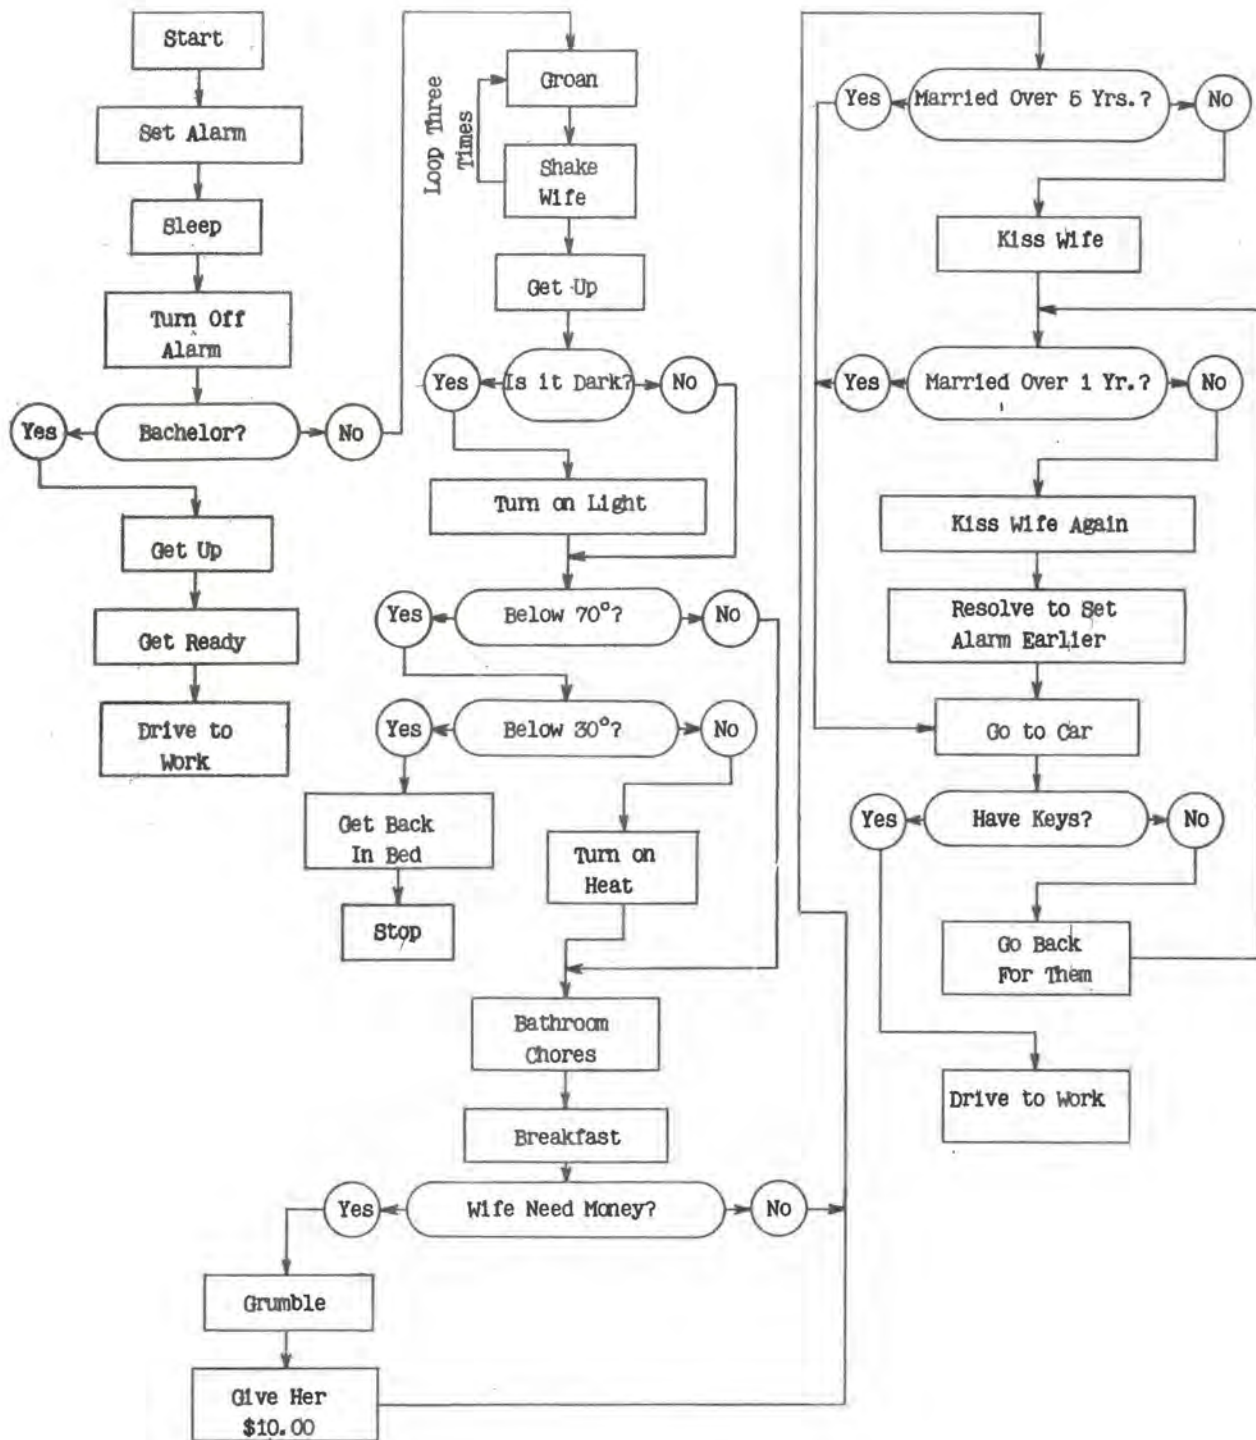 Start
Set Alarm
Sleep
Turn Off
Alarm
Bachelor?
Yes
No
Get Up
Get Ready
Drive to
Work
Loop Three
Times
Groan
Shake
Wife
Get Up
Yes
Is it Dark?
No
Turn on Light
Yes
Below 70°?
No
Yes
Below 30°?
No
Get Back
In Bed
Stop
Turn on
Heat
Bathroom
Chores
Breakfast
Yes
Wife Need Money?
No
Grumble
Give Her
$10.00
Yes
Married Over 5 Yrs.?
No
Kiss Wife
Yes
Married Over 1 Yr.?
No
Kiss Wife Again
Resolve to Set
Alarm Earlier
Go to Car
Yes
Have Keys?
No
Go Back
For Them
Drive to Work